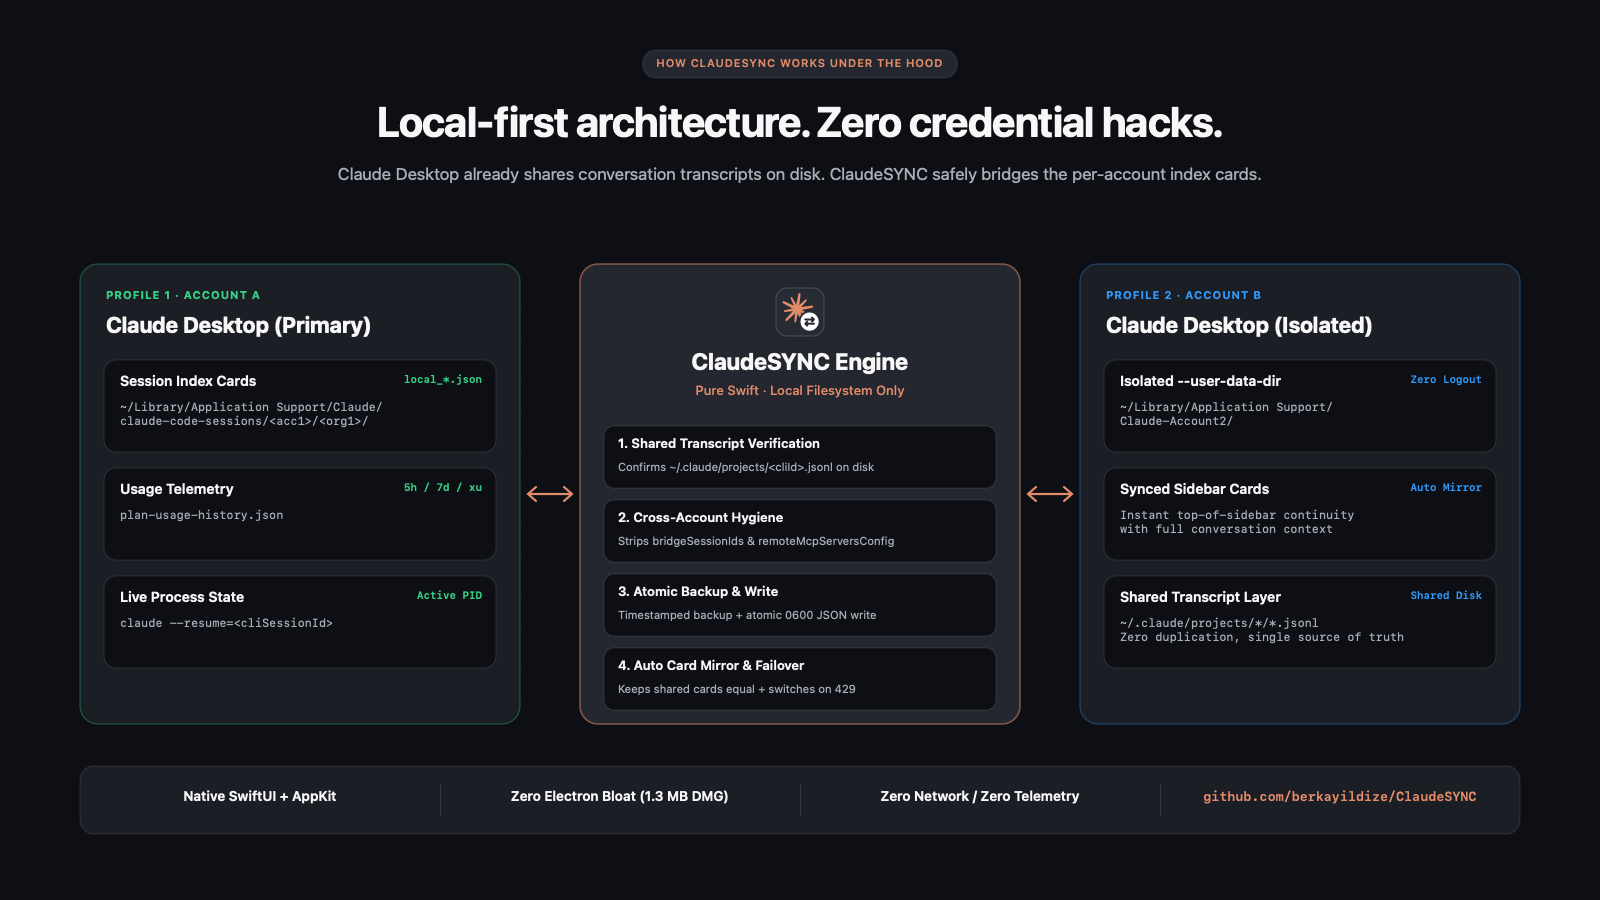 HOW CLAUDESYNC WORKS UNDER THE HOOD
Local-first architecture. Zero credential hacks.
Claude Desktop already shares conversation transcripts on disk. ClaudeSYNC safely bridges the per-account index cards.
PROFILE 1 · ACCOUNT A
Claude Desktop (Primary)
Session Index Cards
local_*.json
~/Library/Application Support/Claude/
claude-code-sessions/<acc1>/<org1>/
Usage Telemetry
5h / 7d / xu
plan-usage-history.json
Live Process State
Active PID
claude --resume=<cliSessionId>
ClaudeSYNC Engine
Pure Swift · Local Filesystem Only
1. Shared Transcript Verification
Confirms ~/.claude/projects/<cliId>.jsonl on disk
2. Cross-Account Hygiene
Strips bridgeSessionIds & remoteMcpServersConfig
3. Atomic Backup & Write
Timestamped backup + atomic 0600 JSON write
4. Auto Card Mirror & Failover
Keeps shared cards equal + switches on 429
PROFILE 2 · ACCOUNT B
Claude Desktop (Isolated)
Isolated --user-data-dir
Zero Logout
~/Library/Application Support/
Claude-Account2/
Synced Sidebar Cards
Auto Mirror
Instant top-of-sidebar continuity
with full conversation context
Shared Transcript Layer
Shared Disk
~/.claude/projects/*/*.jsonl
Zero duplication, single source of truth
Native SwiftUI + AppKit
Zero Electron Bloat (1.3 MB DMG)
Zero Network / Zero Telemetry
github.com/berkayildize/ClaudeSYNC